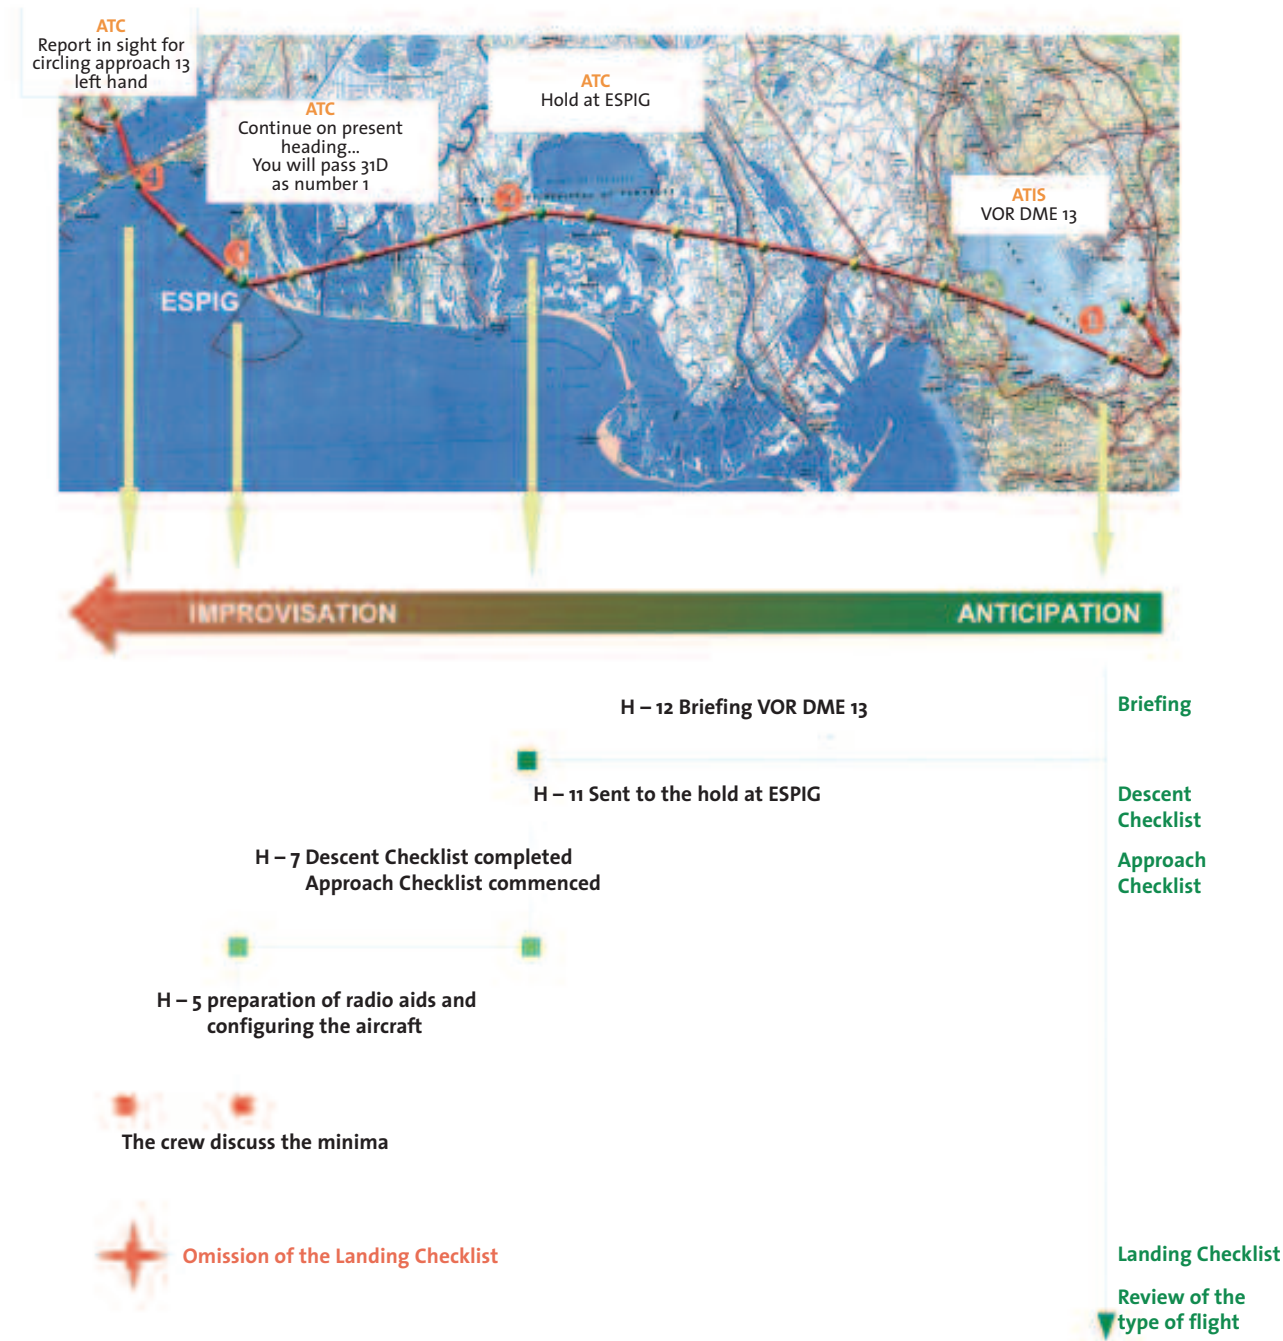 ATC
Report in sight for
circling approach 13
left hand
ATC
Continue on present
heading...
You will pass 31D
as number 1
ATC
Hold at ESPIG
ATIS
VOR DME 13
ESPIG
IMPROVISATION
ANTICIPATION
H – 12 Briefing VOR DME 13
Briefing
H – 11 Sent to the hold at ESPIG
Descent
Checklist
H – 7 Descent Checklist completed
Approach Checklist commenced
Approach
Checklist
H – 5 preparation of radio aids and
configuring the aircraft
The crew discuss the minima
Omission of the Landing Checklist
Landing Checklist
Review of the
type of flight